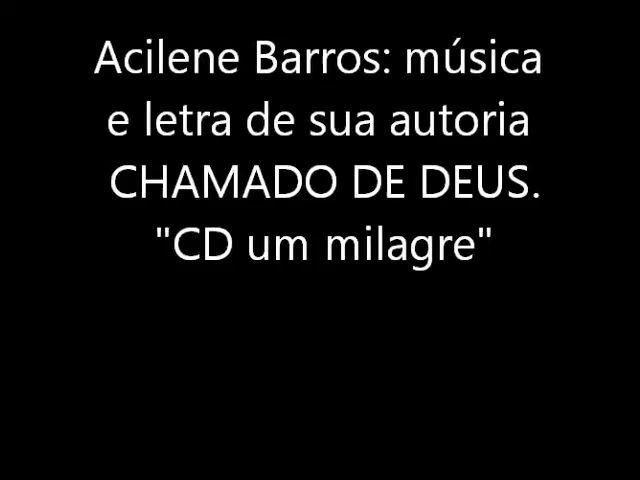 Acilene Barros: música
e letra de sua autoria
CHAMADO DE DEUS.
"CD um milagre"